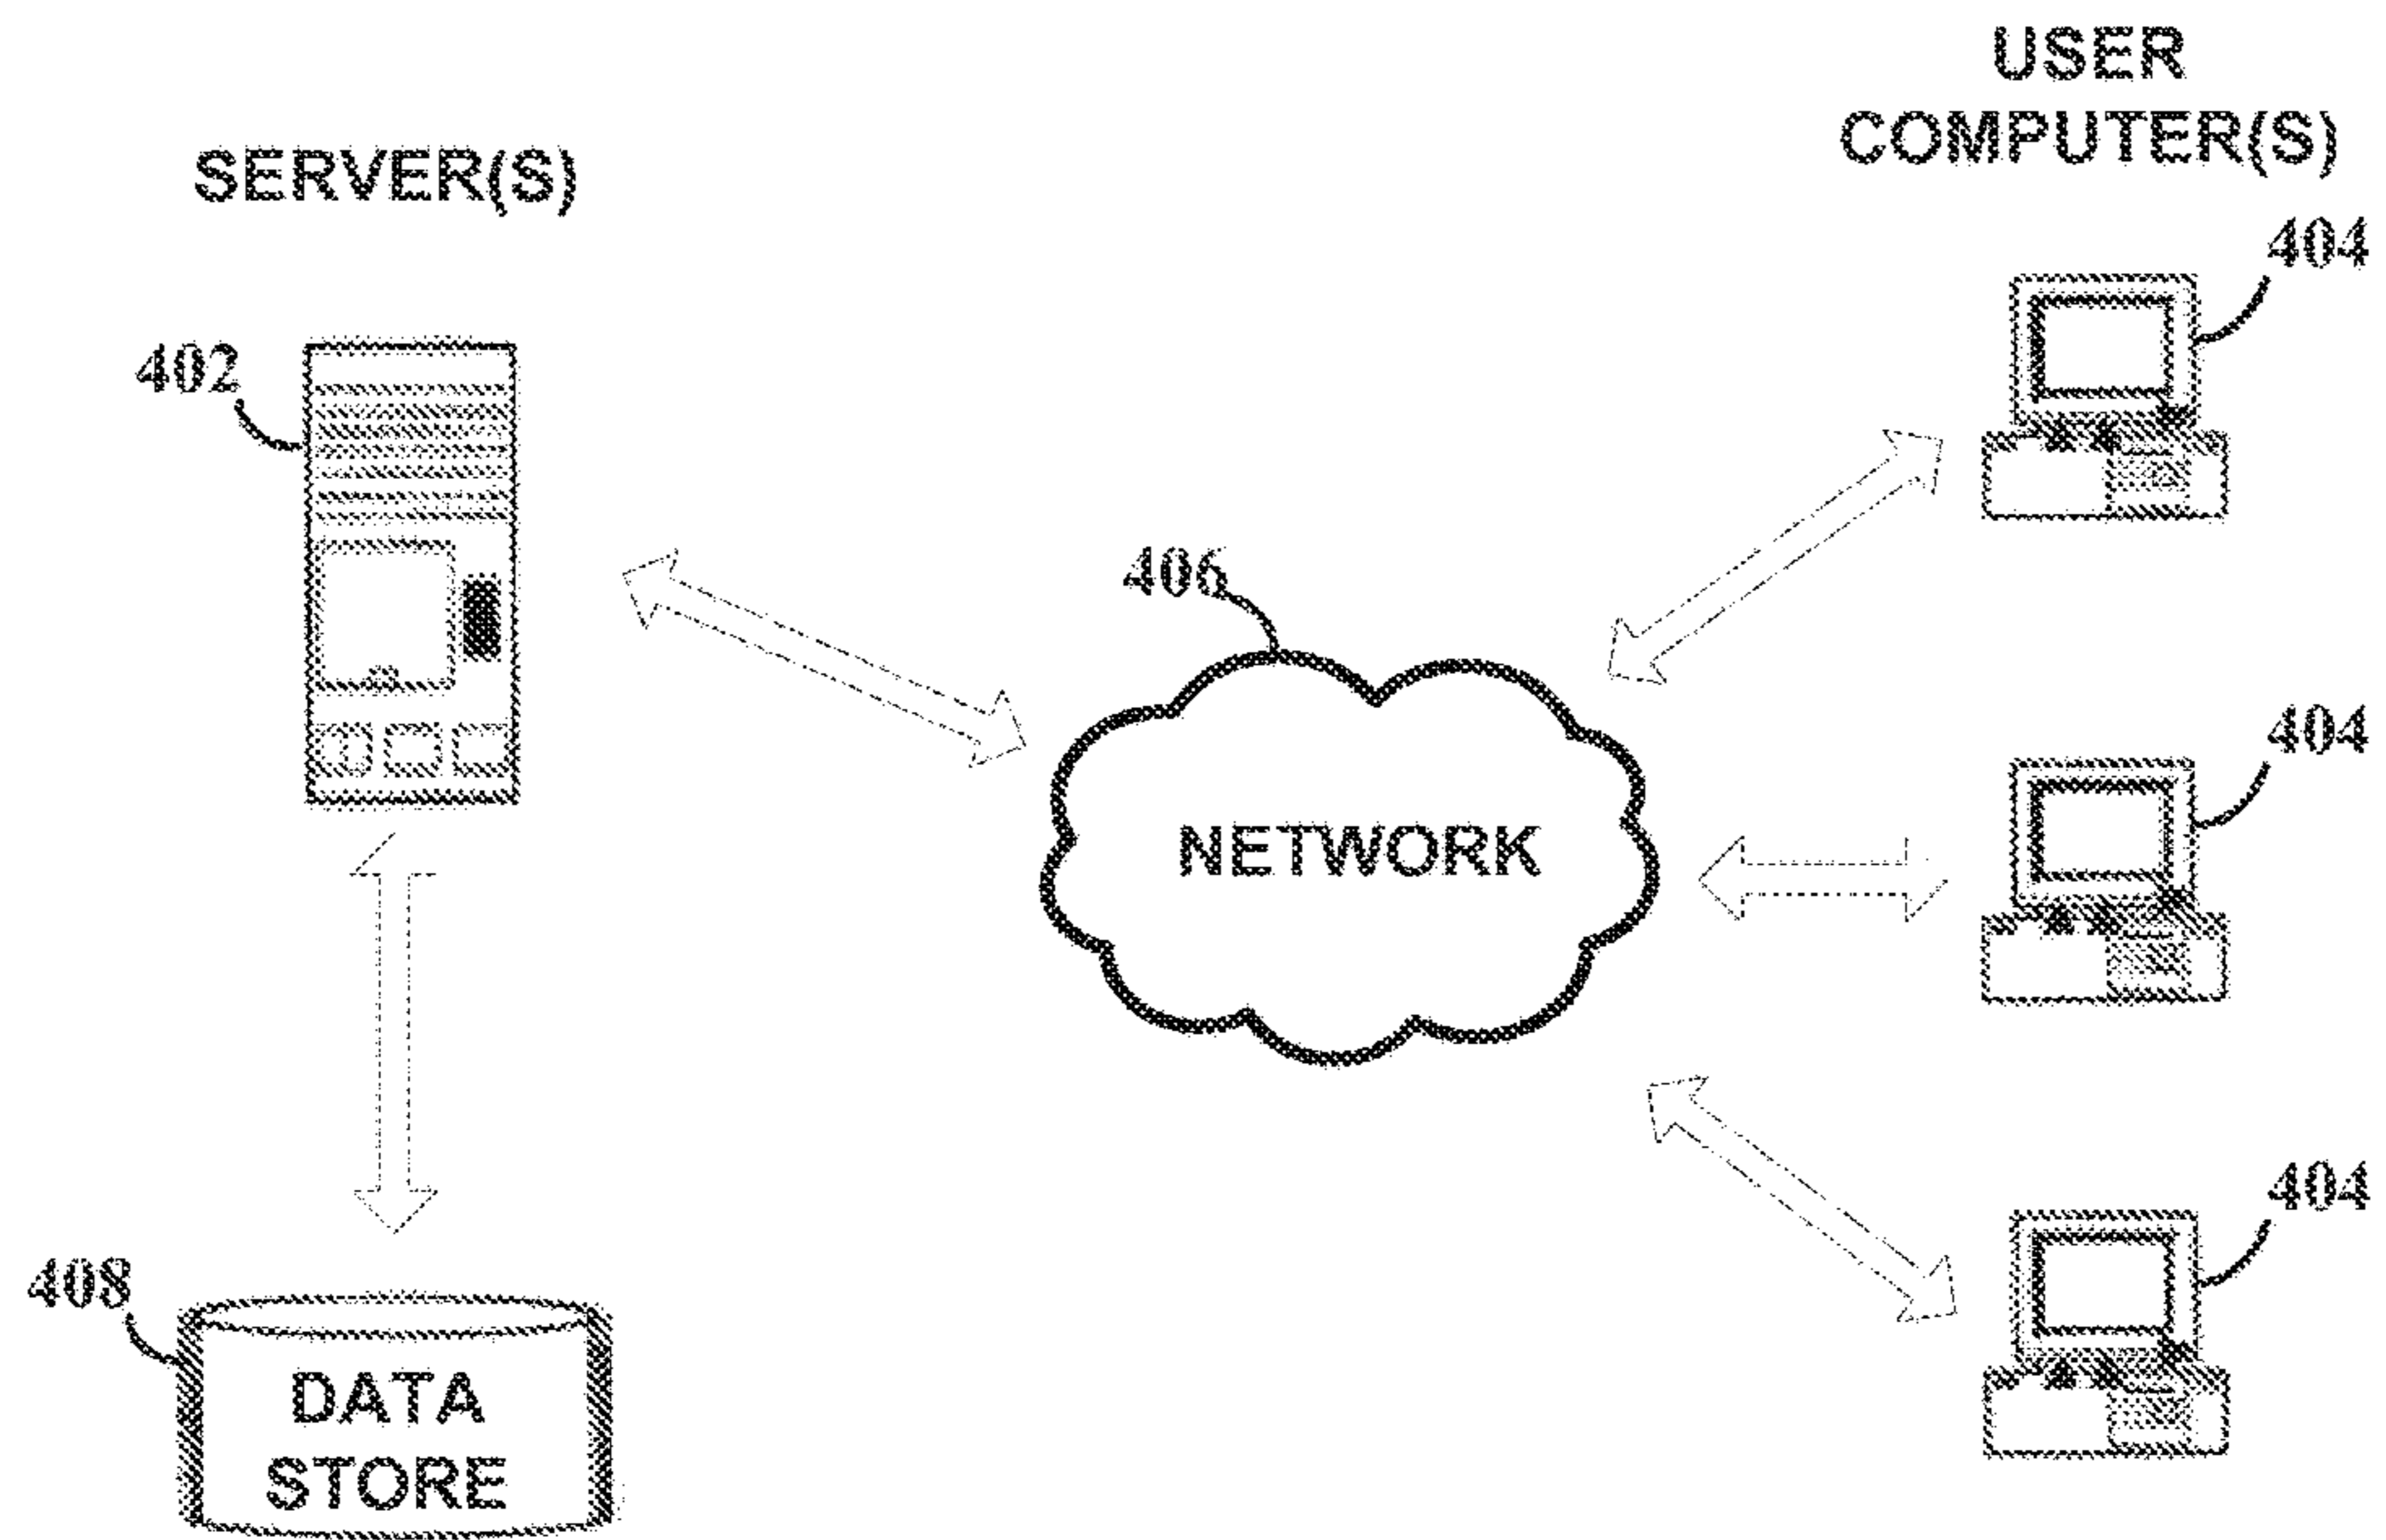 USER
COMPUTER(S)
SERVER(S)
404
402
406
404
NETWORK
404
408
DATA
STORE